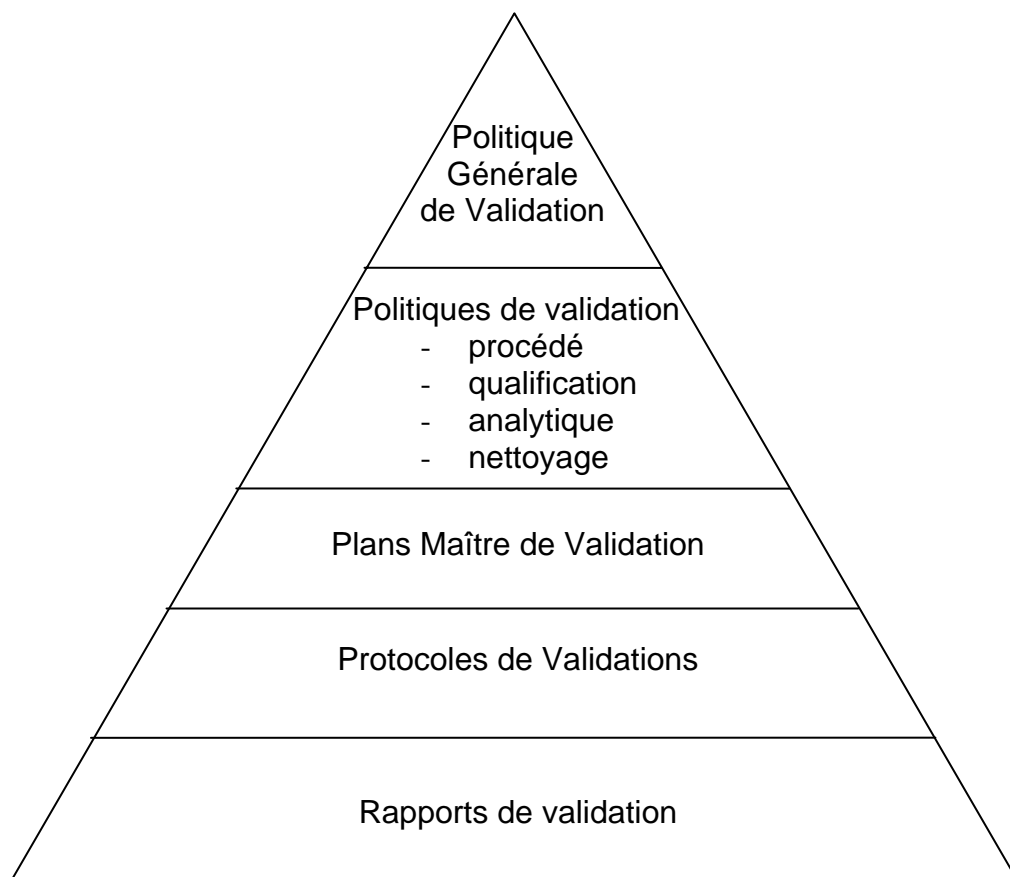 Politique
Générale
de Validation
Politiques de validation
- procédé
- qualification
- analytique
- nettoyage
Plans Maître de Validation
Protocoles de Validations
Rapports de validation